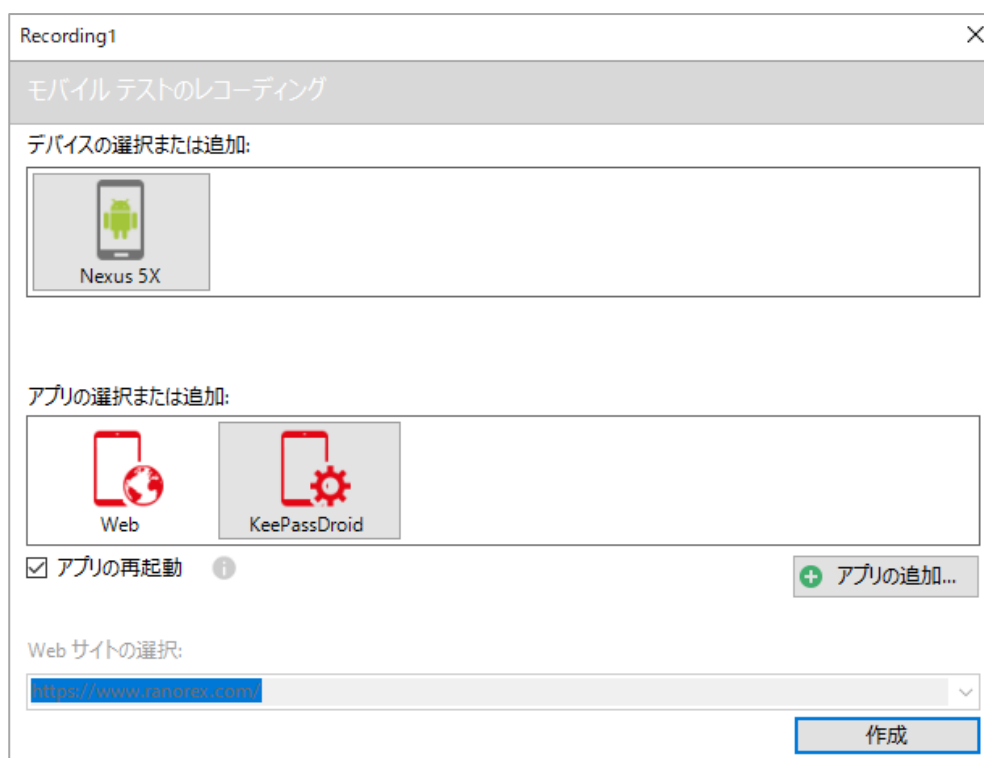 Recording1
モバイル テストのレコーディング
デバイスの選択または追加:
Nexus 5X
アプリの選択または追加:
Web
KeePassDroid
アプリの再起動
アプリの追加...
Web サイトの選択:
https://www.ranorex.com/
作成